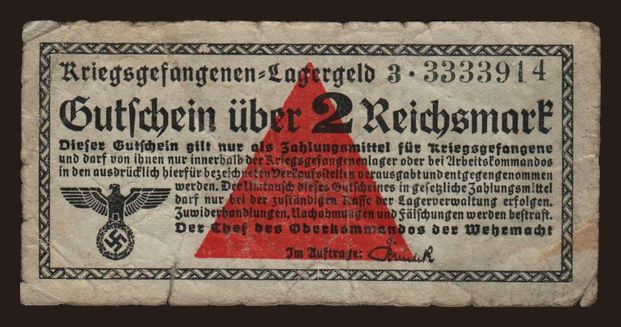 Kriegsgefangenen-Lagergeld 3·3333914
Gutschein über 2 Reichsmark
Dieser Gutschein gilt nur als Zahlungsmittel für Kriegsgefangene
und darf von ihnen nur innerhalb der Kriegsgefangenenlager oder bei Arbeitskommandos
in den ausdrücklich hierfür bezeichneten Verkaufsstellen verausgabt und entgegengenommen
werden. Der Umtausch dieses Gutscheines in gesetzliche Zahlungsmittel
darf nur bei der zuständigen Kasse der Lagerverwaltung erfolgen.
Zuwiderhandlungen, Nachahmungen und Fälschungen werden bestraft.
Der Chef des Oberkommandos der Wehrmacht
Im Auftrage: